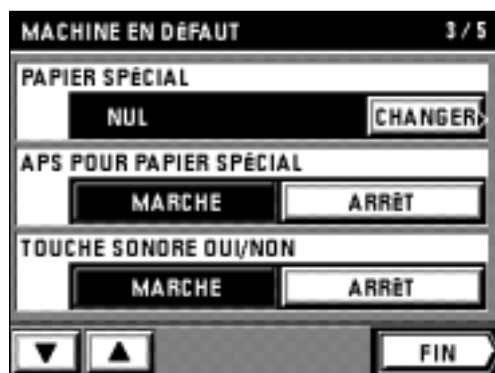 MACHINE EN DéFAUT 3/5
PAPIER SPéCIAL
NUL CHANGER
APS POUR PAPIER SPéCIAL
MARCHE ARRêT
TOUCHE SONORE OUI/NON
MARCHE ARRêT
FIN